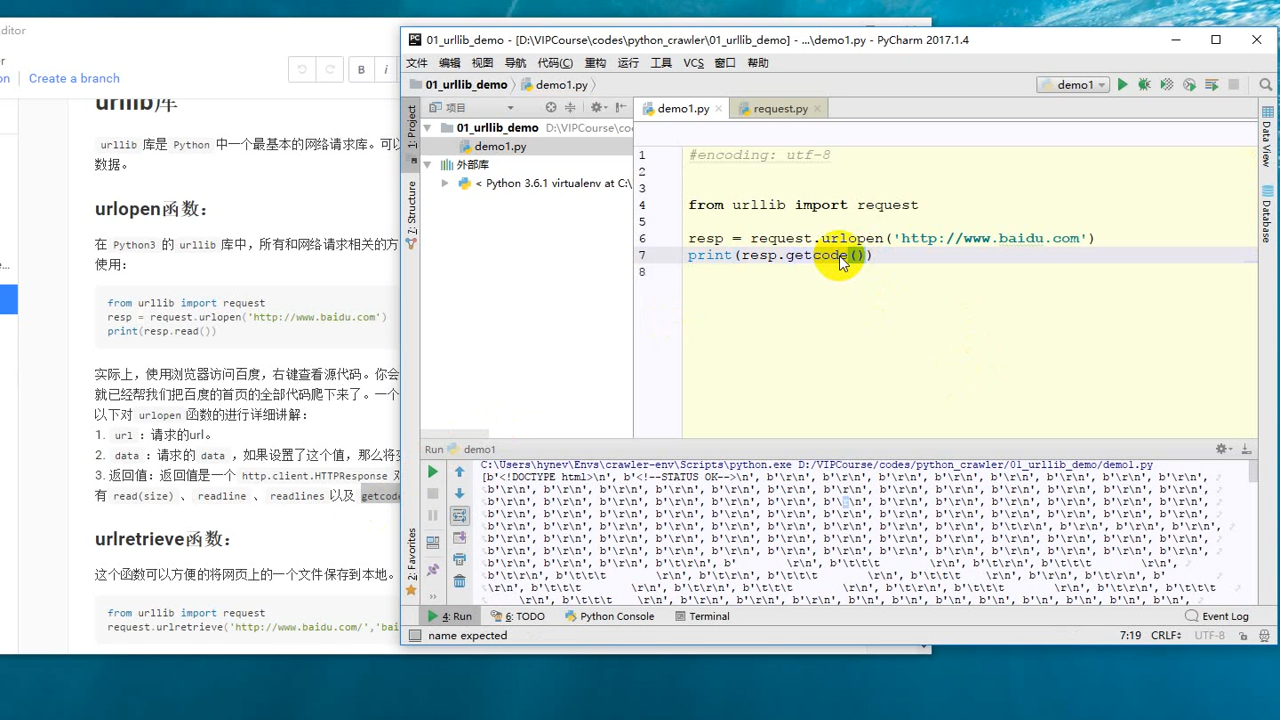 ditor
on Create a branch
B i
urllib库
urllib 库是 Python 中一个最基本的网络请求库。可以
数据。
urlopen函数：
在 Python3 的 urllib 库中，所有和网络请求相关的方
使用：
from urllib import request
resp = request.urlopen('http://www.baidu.com')
print(resp.read())
实际上，使用浏览器访问百度，右键查看源代码。你会
就已经帮我们把百度的首页的全部代码爬下来了。一个
以下对 urlopen 函数的进行详细讲解：
1. url ：请求的url。
2. data ：请求的 data ，如果设置了这个值，那么将变
3. 返回值：返回值是一个 http.client.HTTPResponse 对
有 read(size) 、 readline 、 readlines 以及 getcode
urlretrieve函数：
这个函数可以方便的将网页上的一个文件保存到本地。
from urllib import request
request.urlretrieve('http://www.baidu.com/','bai
01_urllib_demo - [D:\VIPCourse\codes\python_crawler\01_urllib_demo] - ...\demo1.py - PyCharm 2017.1.4
文件 编辑 视图 导航 代码(C) 重构 运行 工具 VCS 窗口 帮助
01_urllib_demo demo1.py demo1
1: Project
项目
01_urllib_demo D:\VIPCourse\co
demo1.py
外部库
< Python 3.6.1 virtualenv at C:\
7: Structure
2: Favorites
demo1.py request.py
1 #encoding: utf-8
2
3
4 from urllib import request
5
6 resp = request.urlopen('http://www.baidu.com')
7 print(resp.getcode())
8
Data View
Database
Run demo1
C:\Users\hynev\Envs\crawler-env\Scripts\python.exe D:/VIPCourse/codes/python_crawler/01_urllib_demo/demo1.py
[b'<!DOCTYPE html>\n', b'<!--STATUS OK-->\n', b'\r\n', b'\r\n', b'\r\n', b'\r\n', b'\r\n', b'\r\n',
4: Run 6: TODO Python Console Terminal Event Log
name expected 7:19 CRLF UTF-8